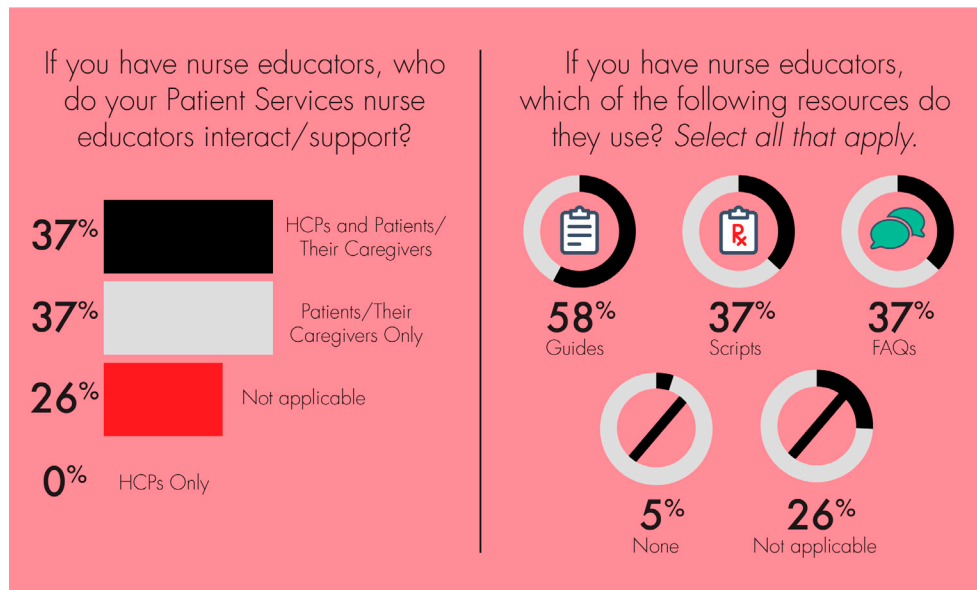 If you have nurse educators, who
do your Patient Services nurse
educators interact/support?
37%
HCPs and Patients/
Their Caregivers
37%
Patients/Their
Caregivers Only
26%
Not applicable
0%
HCPs Only
If you have nurse educators,
which of the following resources do
they use? Select all that apply.
Rx
58%
Guides
37%
Scripts
37%
FAQs
5%
None
26%
Not applicable